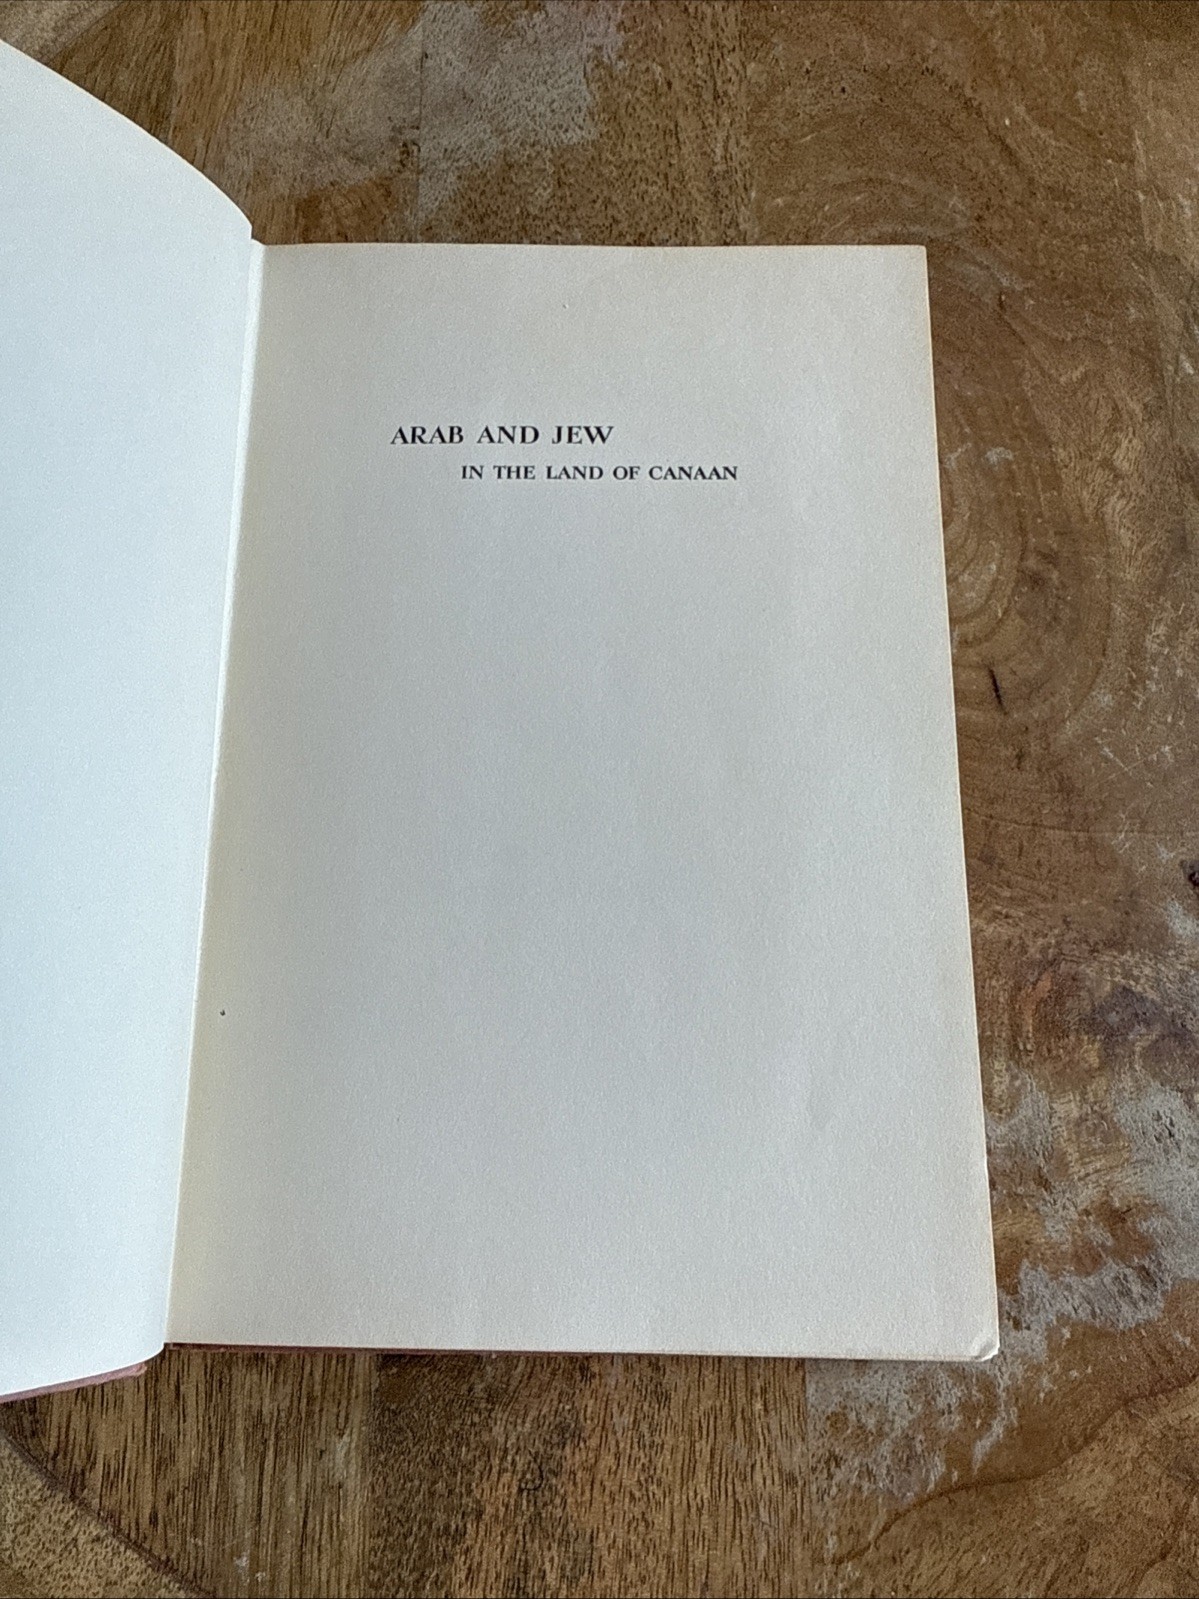 ARAB AND JEW
IN THE LAND OF CANAAN